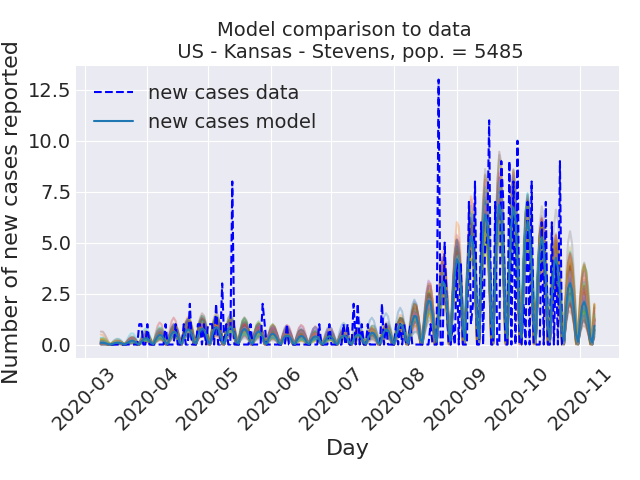 Model comparison to data
US - Kansas - Stevens, pop. = 5485
Number of new cases reported
12.5
10.0
7.5
5.0
2.5
0.0
new cases data
new cases model
2020-03
2020-04
2020-05
2020-06
2020-07
2020-08
2020-09
2020-10
2020-11
Day